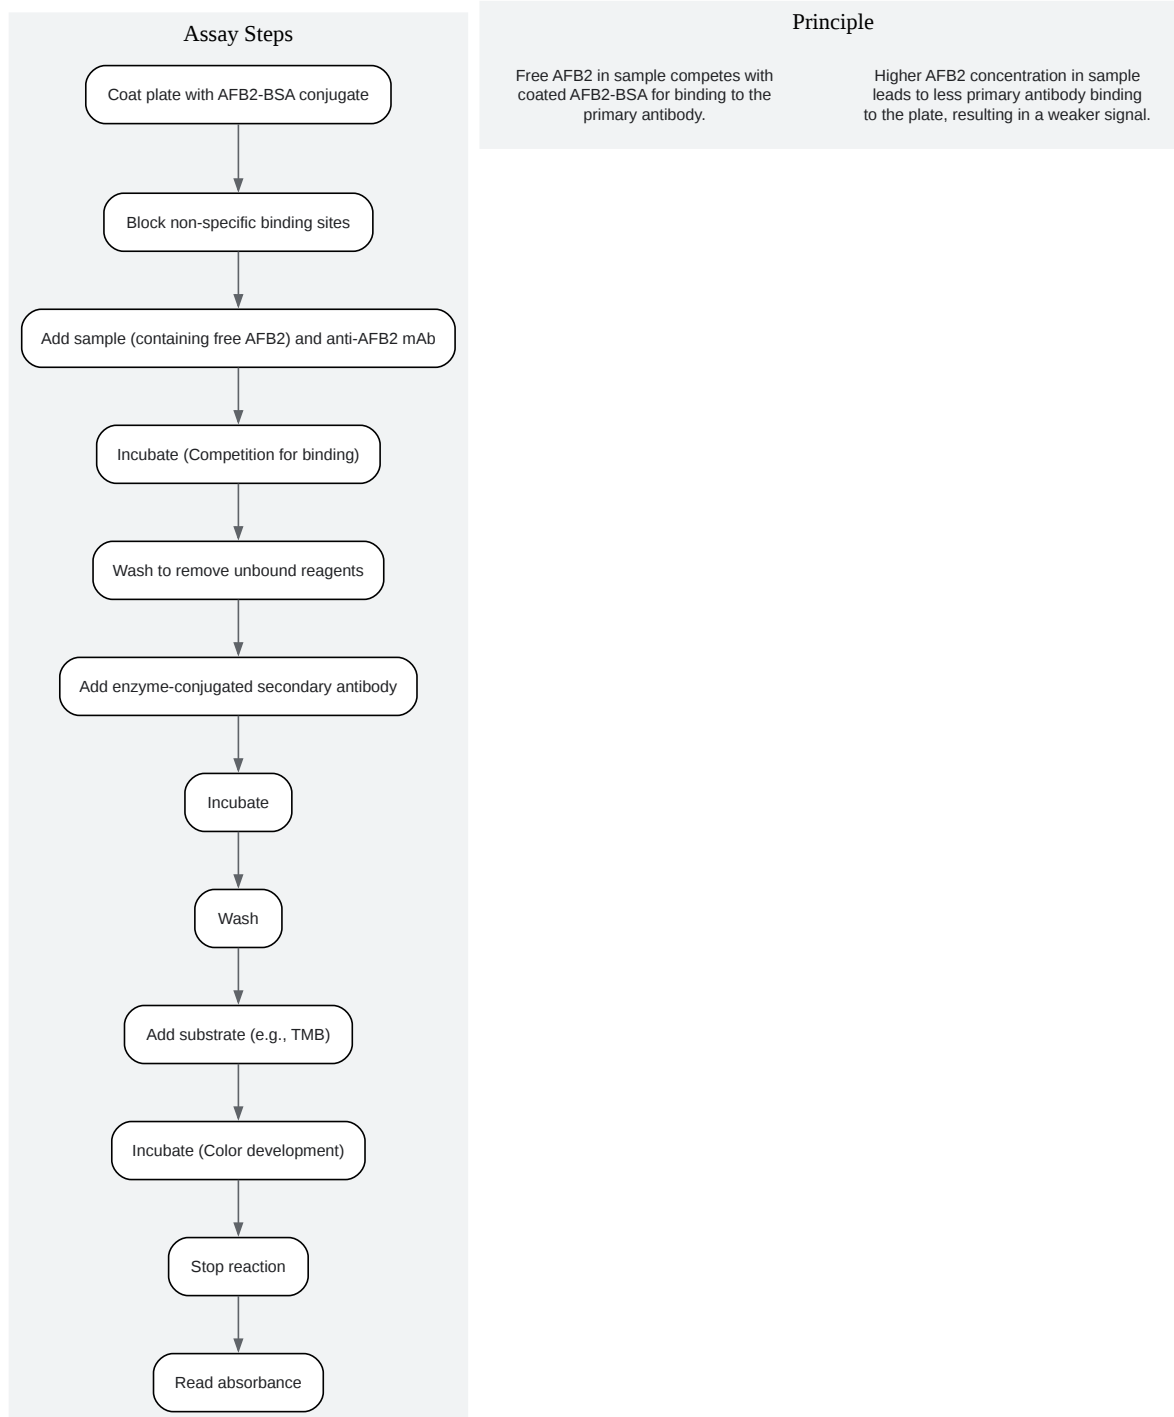 Assay Steps
Coat plate with AFB2-BSA conjugate
Block non-specific binding sites
Add sample (containing free AFB2) and anti-AFB2 mAb
Incubate (Competition for binding)
Wash to remove unbound reagents
Add enzyme-conjugated secondary antibody
Incubate
Wash
Add substrate (e.g., TMB)
Incubate (Color development)
Stop reaction
Read absorbance
Principle
Free AFB2 in sample competes with
coated AFB2-BSA for binding to the
primary antibody.
Higher AFB2 concentration in sample
leads to less primary antibody binding
to the plate, resulting in a weaker signal.